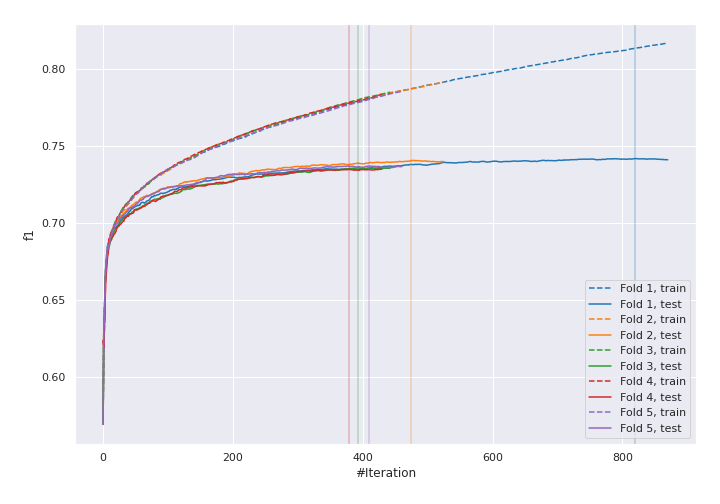 0.80
0.75
0.70
0.65
0.60
f1
0 200 400 600 800
#Iteration
Fold 1, train
Fold 1, test
Fold 2, train
Fold 2, test
Fold 3, train
Fold 3, test
Fold 4, train
Fold 4, test
Fold 5, train
Fold 5, test